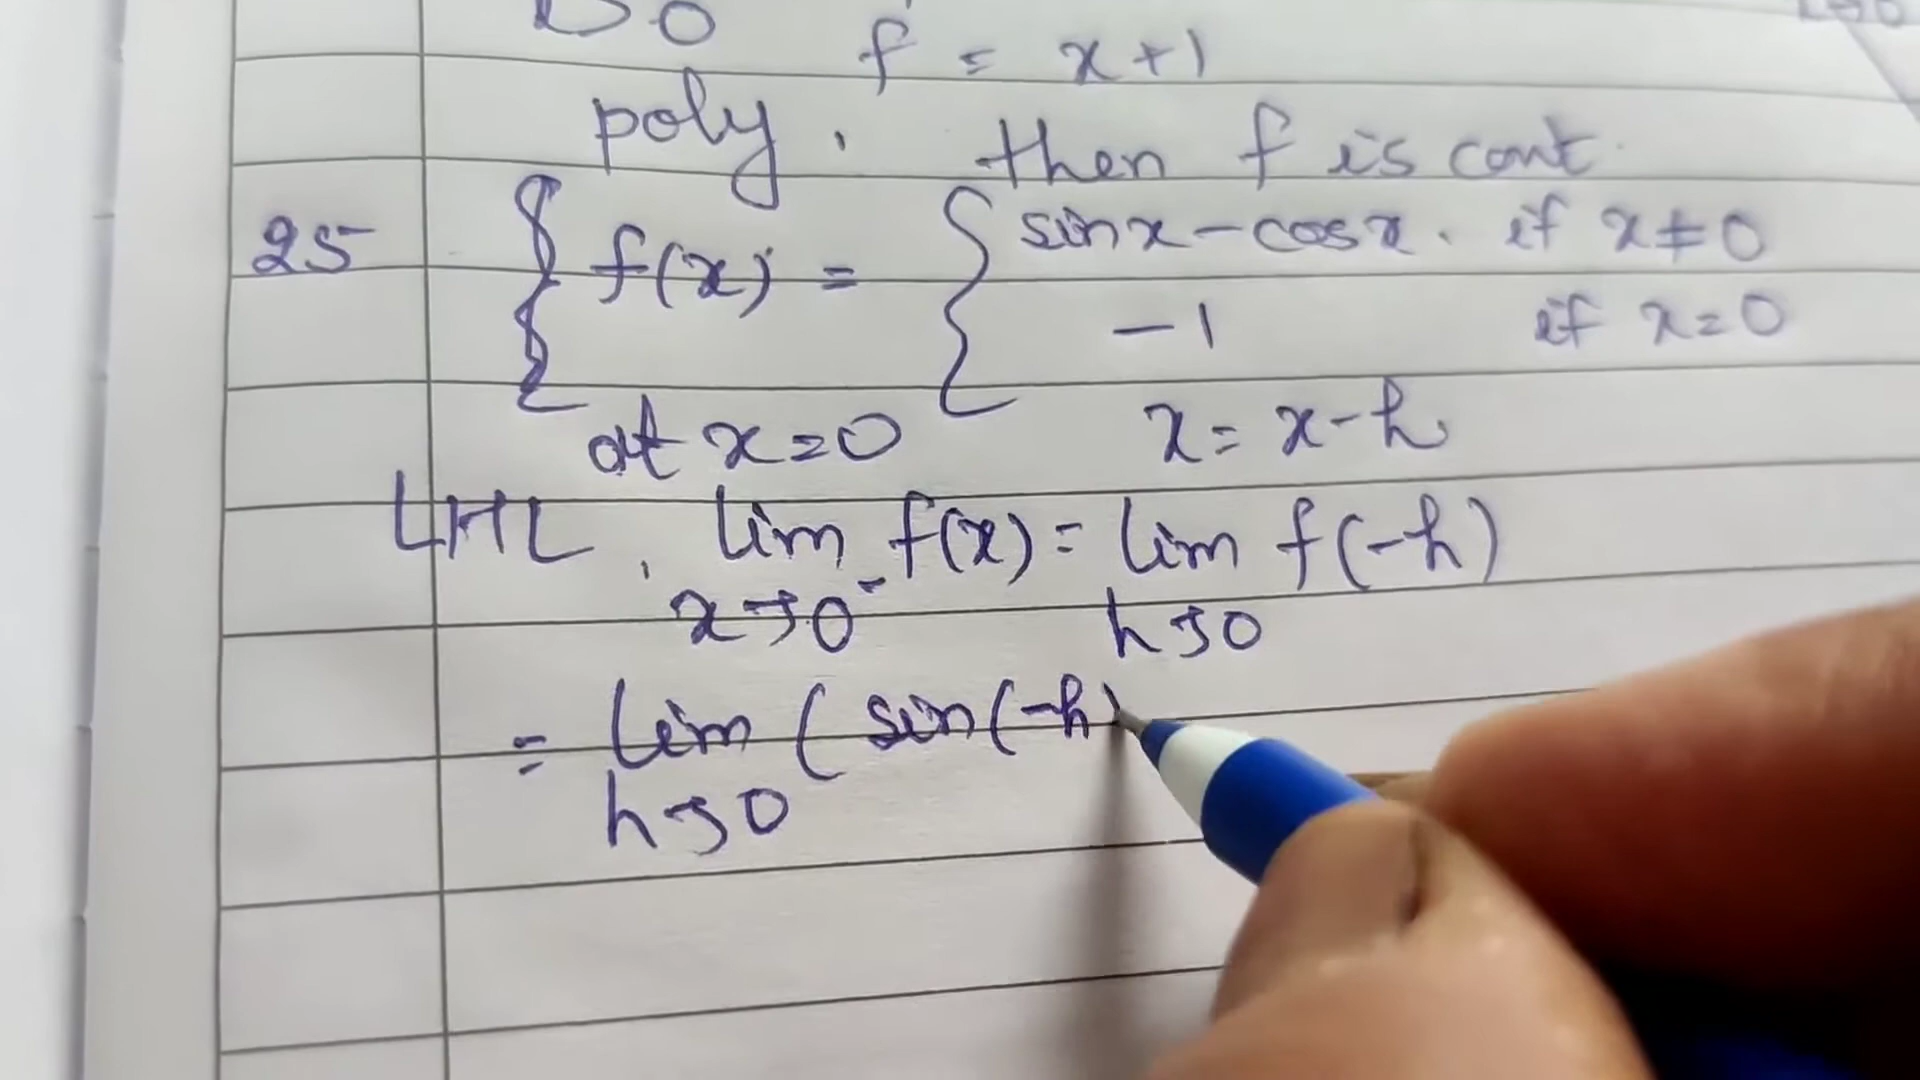 f = x+1
poly. then f is cont.
25 f(x) = { sinx - cosx. if x≠0
-1 if x=0
at x=0 x = x-h
LHL, lim f(x) = lim f(-h)
x→0⁻ h→0
= lim ( sin(-h)
h→0